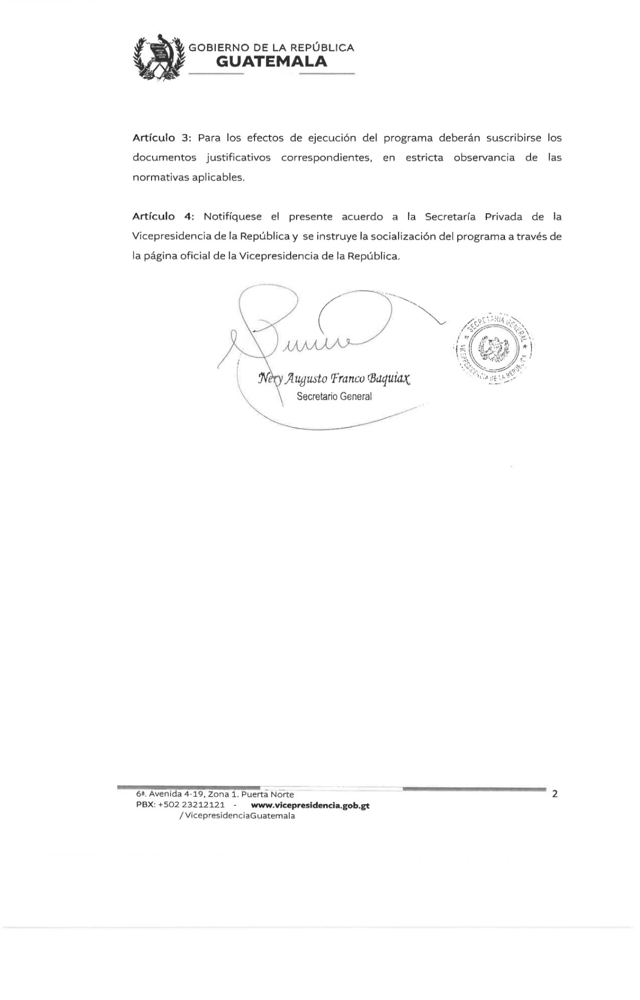 GOBIERNO DE LA REPÚBLICA
GUATEMALA
Artículo 3: Para los efectos de ejecución del programa deberán suscribirse los
documentos justificativos correspondientes, en estricta observancia de las
normativas aplicables.
Artículo 4: Notifíquese el presente acuerdo a la Secretaría Privada de la
Vicepresidencia de la República y se instruye la socialización del programa a través de
la página oficial de la Vicepresidencia de la República.
Nery Augusto Franco Baquiax
Secretario General
SECRETARIA GENERAL
VICEPRESIDENCIA DE LA REPUBLICA
6ª. Avenida 4-19, Zona 1. Puerta Norte
PBX: +502 23212121 - www.vicepresidencia.gob.gt
/VicepresidenciaGuatemala
2